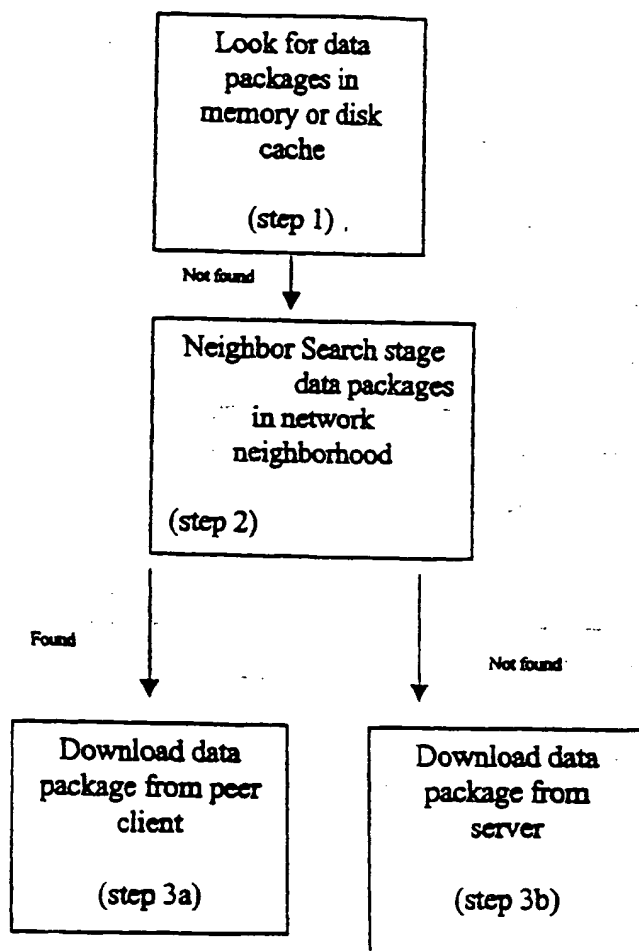 Look for data
packages in
memory or disk
cache
(step 1)
Not found
Neighbor Search stage
data packages
in network
neighborhood
(step 2)
Found
Not found
Download data
package from peer
client
(step 3a)
Download data
package from
server
(step 3b)